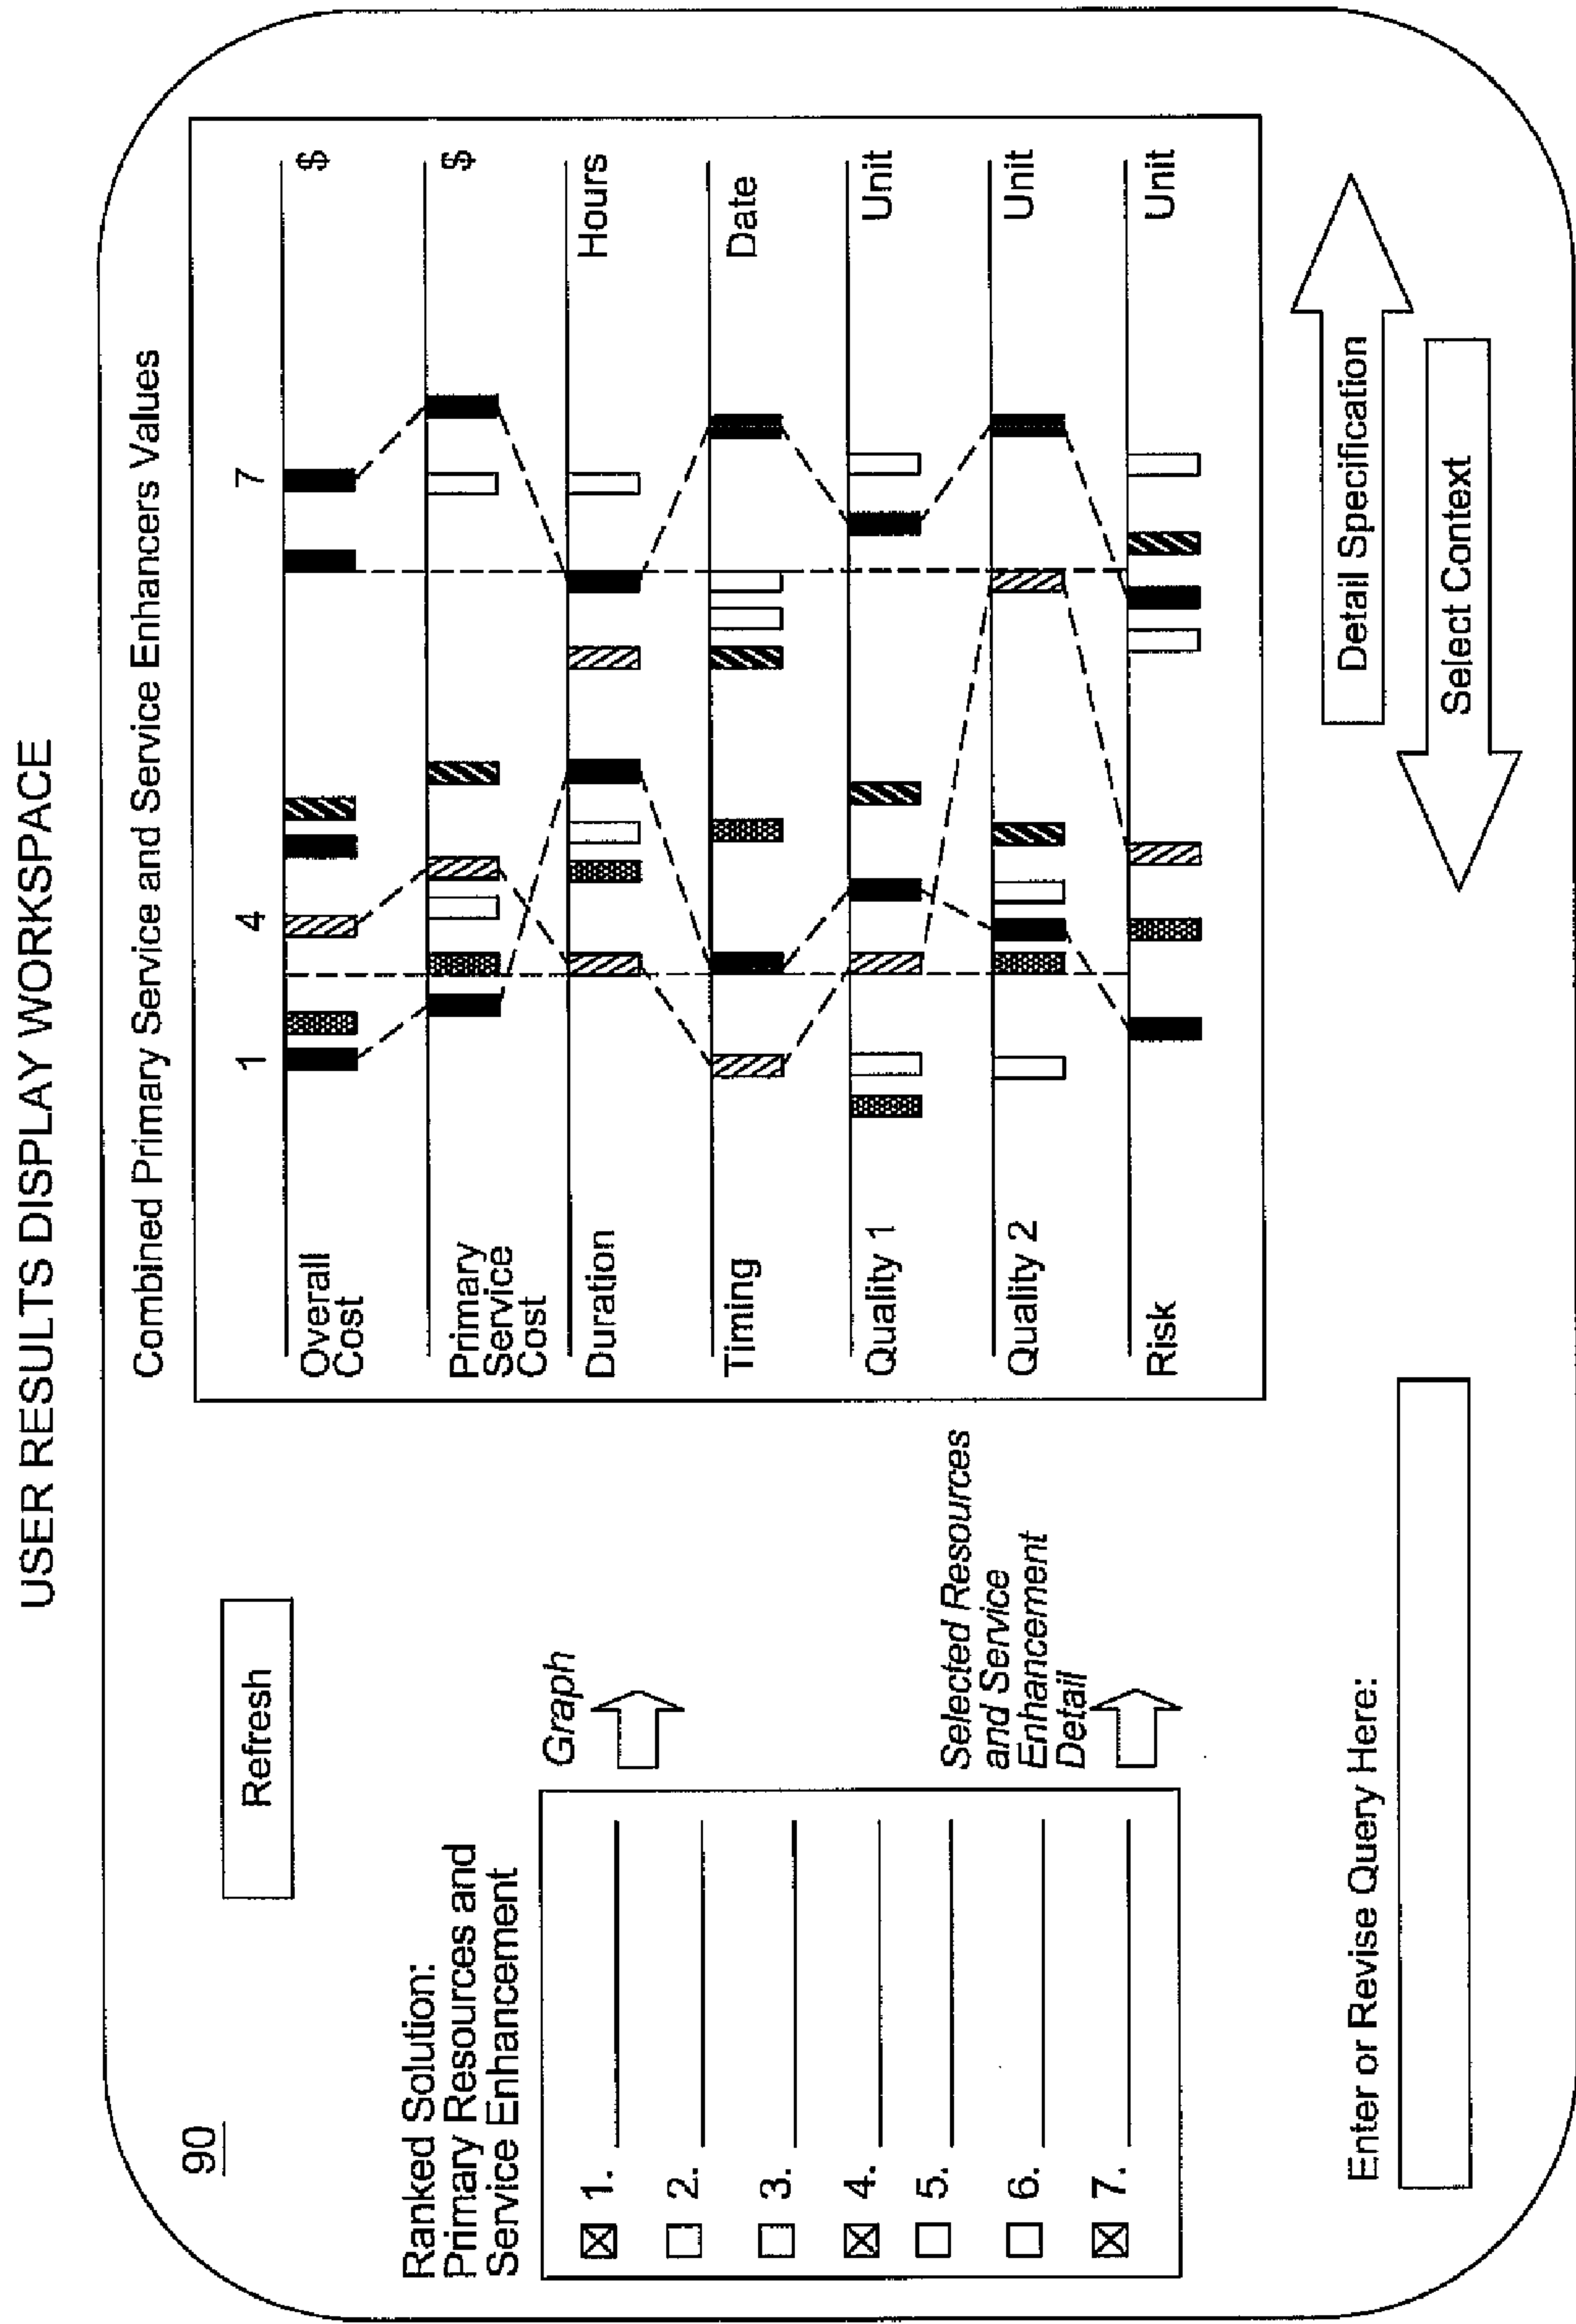 USER RESULTS DISPLAY WORKSPACE
90
Refresh
Ranked Solution:
Primary Resources and
Service Enhancement
1.
2.
3.
4.
5.
6.
7.
Graph
Selected Resources
and Service
Enhancement
Detail
Enter or Revise Query Here:
Combined Primary Service and Service Enhancers Values
1 4 7
Overall
Cost
$
Primary
Service
Cost
$
Duration
Hours
Timing
Date
Quality 1
Unit
Quality 2
Unit
Risk
Unit
Detail Specification
Select Context